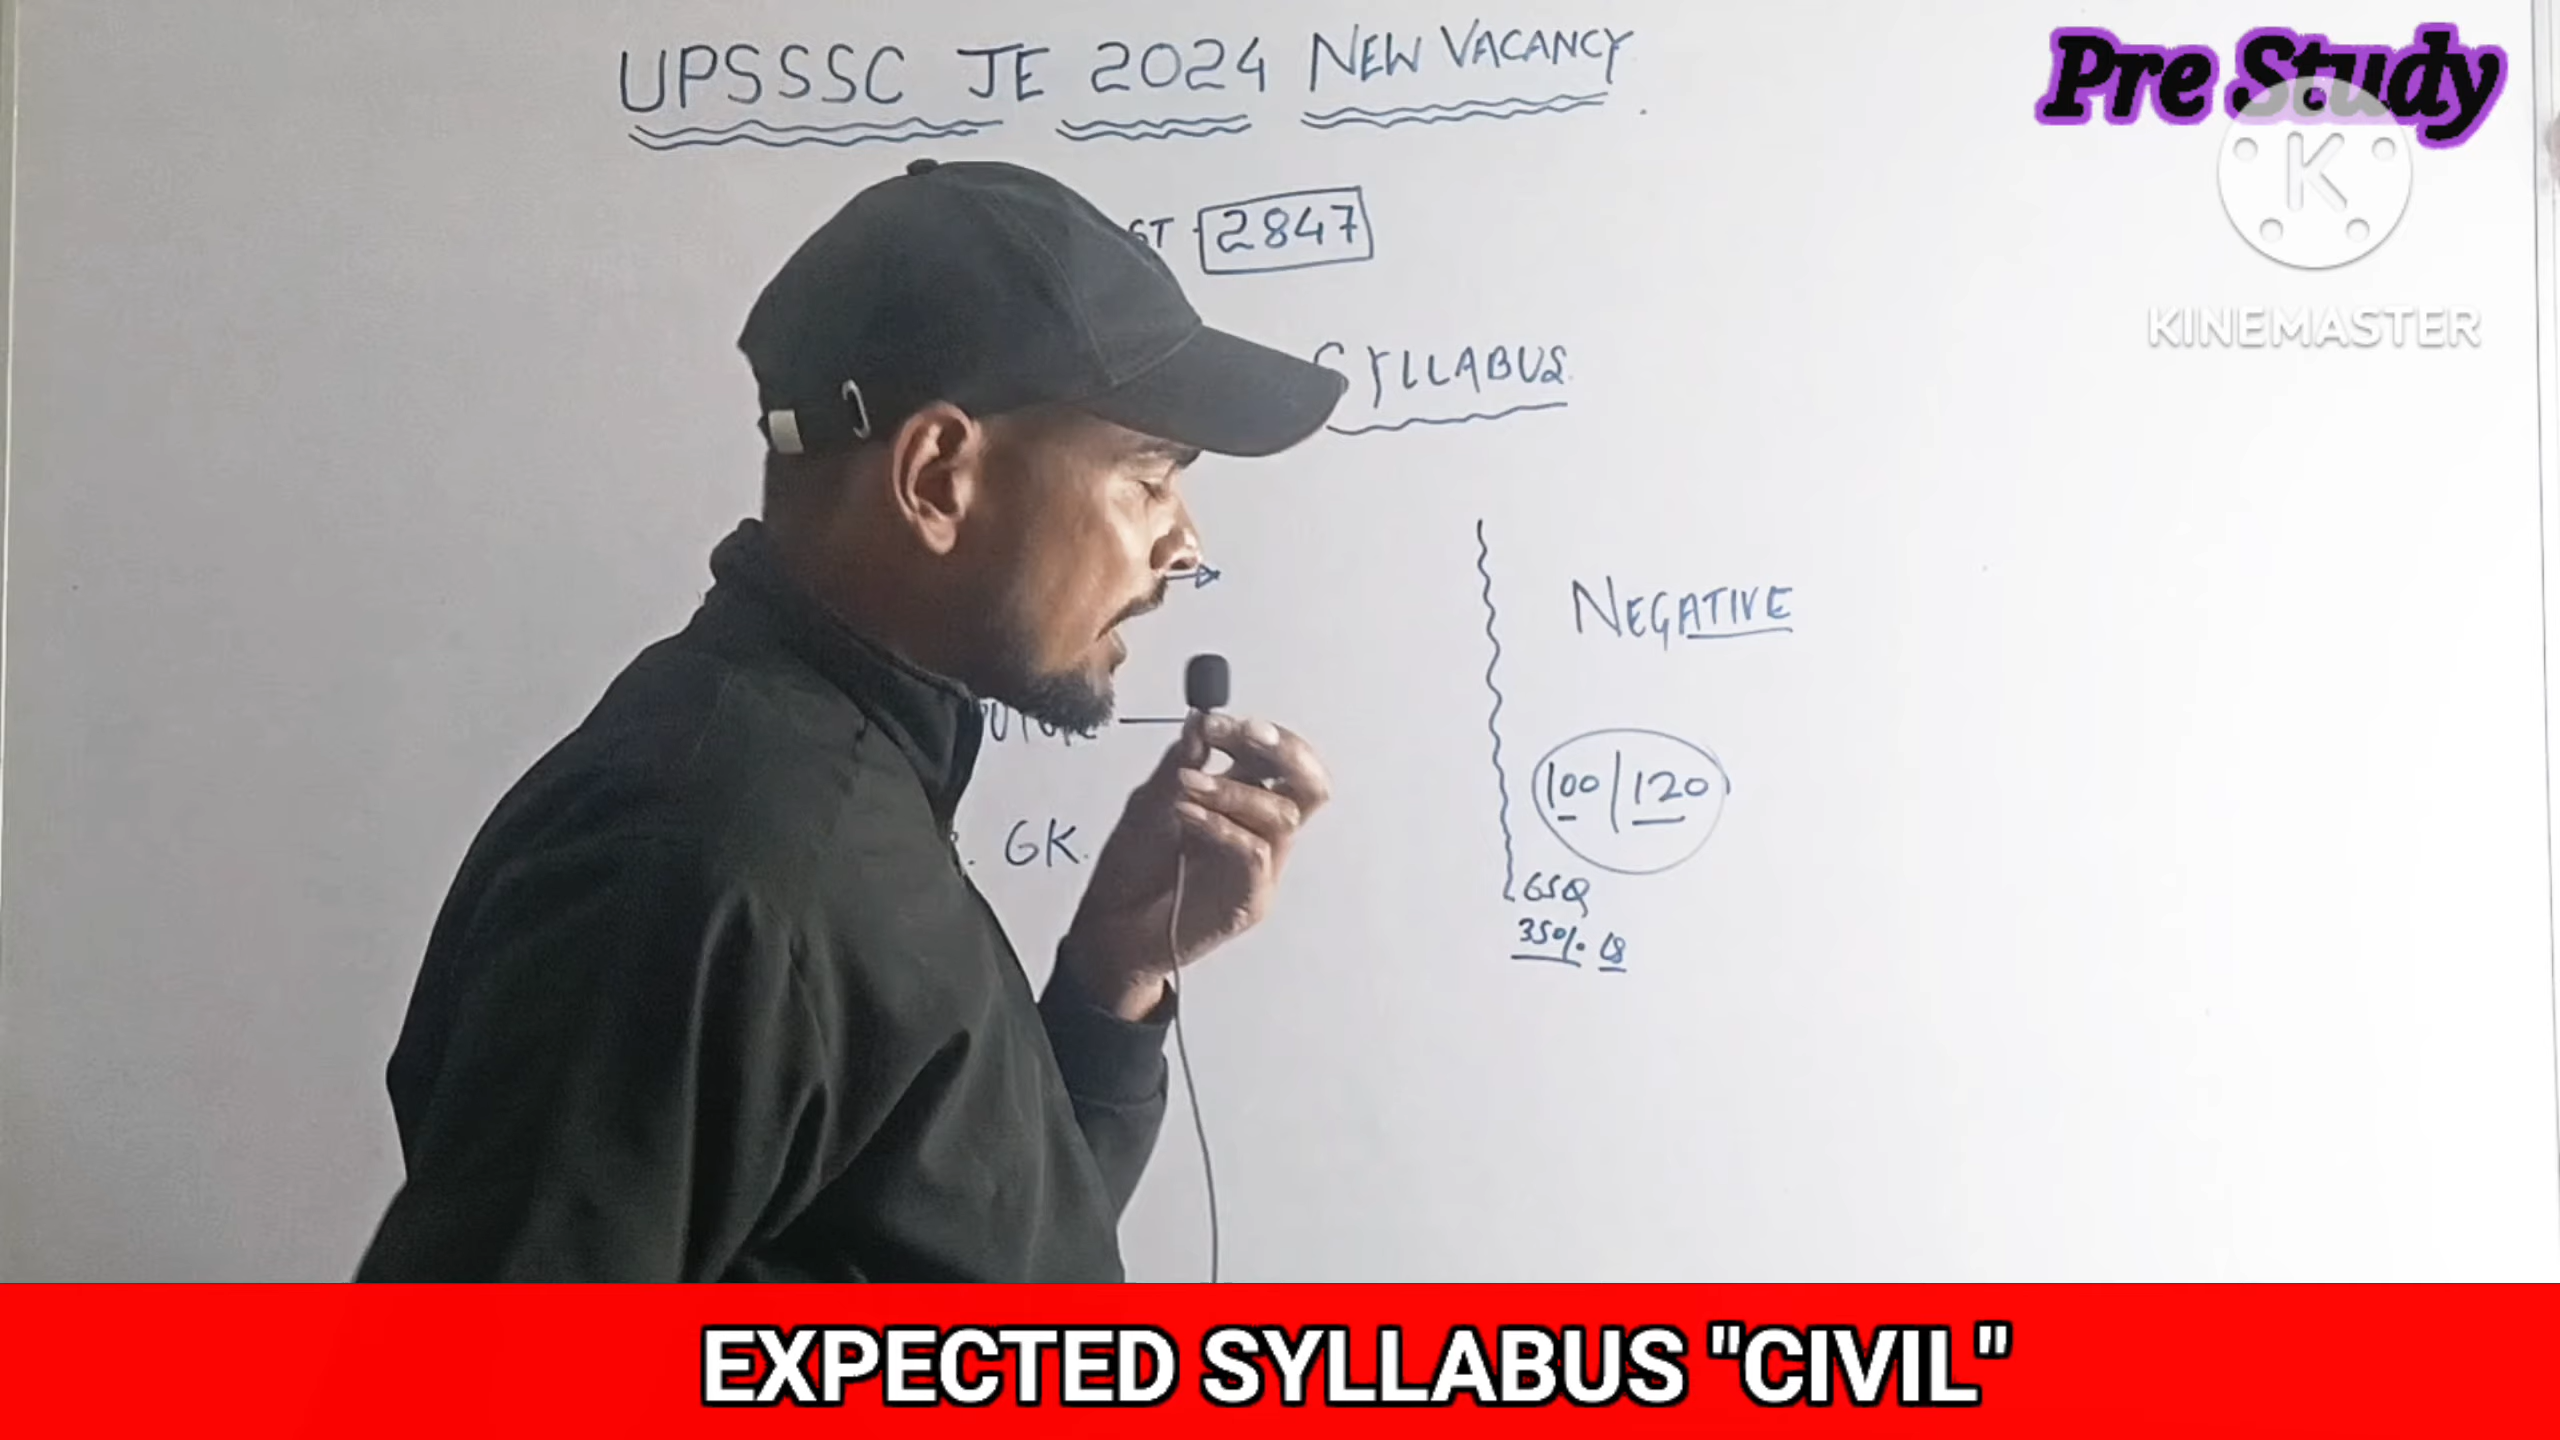 UPSSSC JE 2024 NEW VACANCY
Pre Study
K
KINEMASTER
2847
SYLLABUS
NEGATIVE
100/120
GK.
65Q
35%
EXPECTED SYLLABUS "CIVIL"